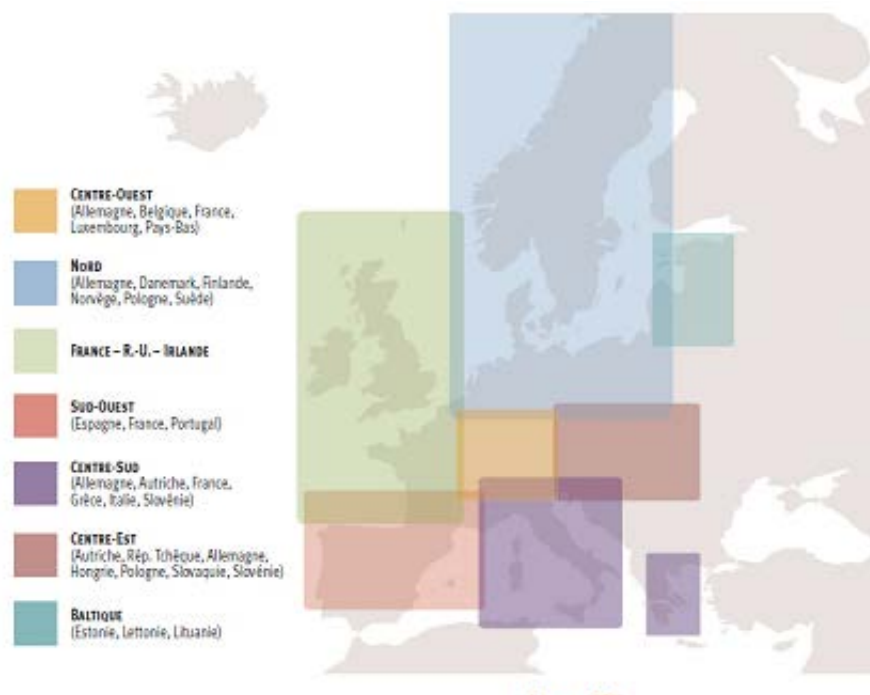 CENTRE-OUEST
(Allemagne, Belgique, France,
Luxembourg, Pays-Bas)
NORD
(Allemagne, Danemark, Finlande,
Norvège, Pologne, Suède)
FRANCE – R.-U. – IRLANDE
SUD-OUEST
(Espagne, France, Portugal)
CENTRE-SUD
(Allemagne, Autriche, France,
Grèce, Italie, Slovénie)
CENTRE-EST
(Autriche, Rép. Tchèque, Allemagne,
Hongrie, Pologne, Slovaquie, Slovénie)
BALTIQUE
(Estonie, Lettonie, Lituanie)